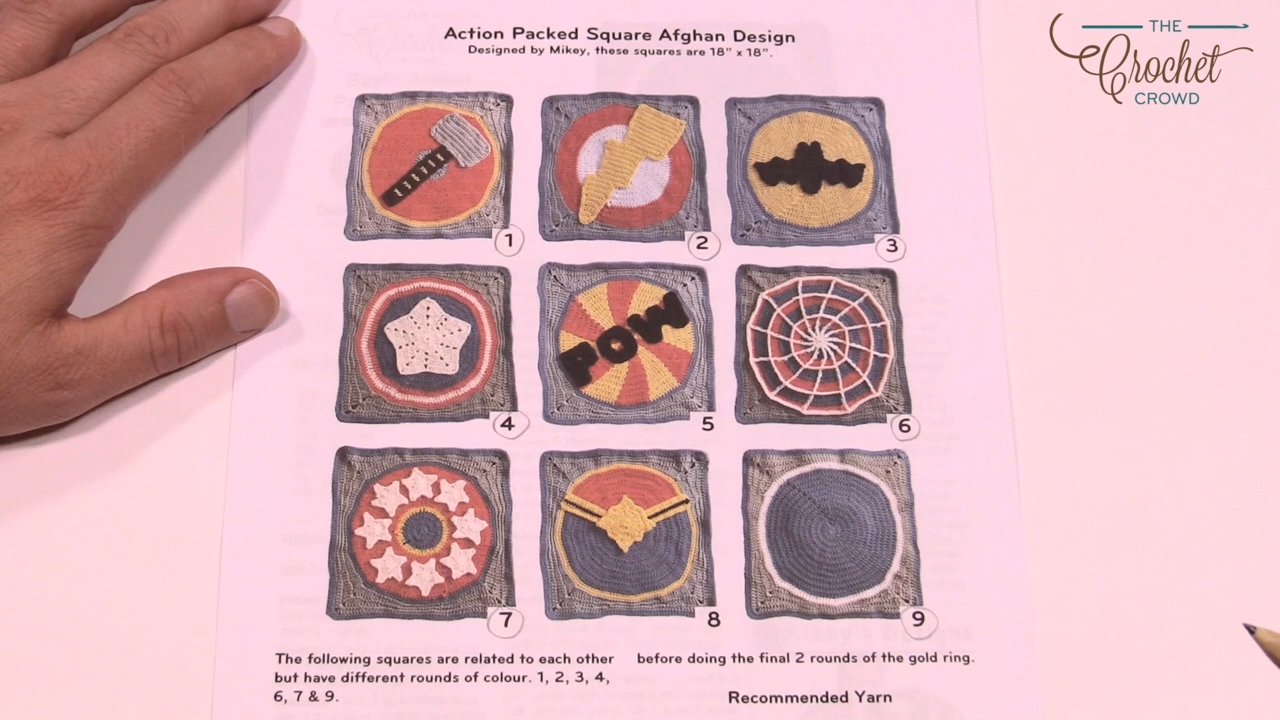 Action Packed Square Afghan Design
Designed by Mikey, these squares are 18" x 18".
THE
Crochet
CROWD
1
2
3
4
POW
5
6
7
8
9
The following squares are related to each other
but have different rounds of colour. 1, 2, 3, 4,
6, 7 & 9.
before doing the final 2 rounds of the gold ring.
Recommended Yarn